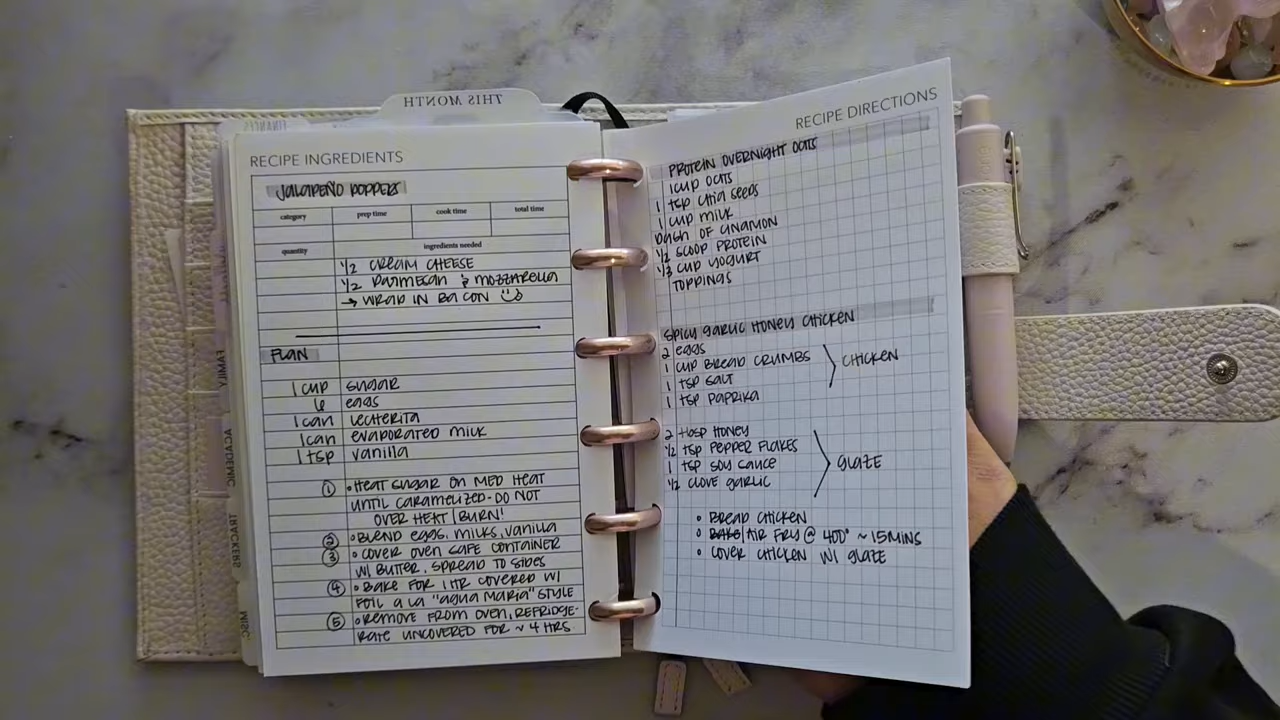 THIS MONTH
FINANCES
RECIPE INGREDIENTS
JALAPEÑO POPPERS
category prep time cook time total time
quantity ingredients needed
1/2 CREAM CHEESE
1/2 PARMESAN & MOZZARELLA
→ WRAP IN BACON
FLAN
1 CUP SUGAR
6 EGGS
1 CAN LECHERITA
1 CAN EVAPORATED MILK
1 TSP VANILLA
① • HEAT SUGAR ON MED HEAT
UNTIL CARAMELIZED - DO NOT
OVER HEAT / BURN!
② • BLEND EGGS, MILKS, VANILLA
③ • COVER OVEN SAFE CONTAINER
W/ BUTTER, SPREAD TO SIDES
④ • BAKE FOR 1 HR COVERED W/
FOIL A LA "AGUA MARIA" STYLE
⑤ • REMOVE FROM OVEN, REFRIDGE-
RATE UNCOVERED FOR ~ 4 HRS
FAMILY
ACADEMIC
TRACKERS
MISC.
RECIPE DIRECTIONS
PROTEIN OVERNIGHT OATS
1 CUP OATS
1 TSP CHIA SEEDS
1 CUP MILK
DASH OF CINAMON
1/2 SCOOP PROTEIN
1/3 CUP YOGURT
TOPPINGS
SPICY GARLIC HONEY CHICKEN
2 EGGS
1 CUP BREAD CRUMBS
1 TSP SALT
1 TSP PAPRIKA
CHICKEN
2 TBSP HONEY
1/2 TSP PEPPER FLAKES
1 TSP SOY SAUCE
1/2 CLOVE GARLIC
GLAZE
• BREAD CHICKEN
• BAKE/ AIR FRY @ 400° ~ 15 MINS
• COVER CHICKEN W/ GLAZE